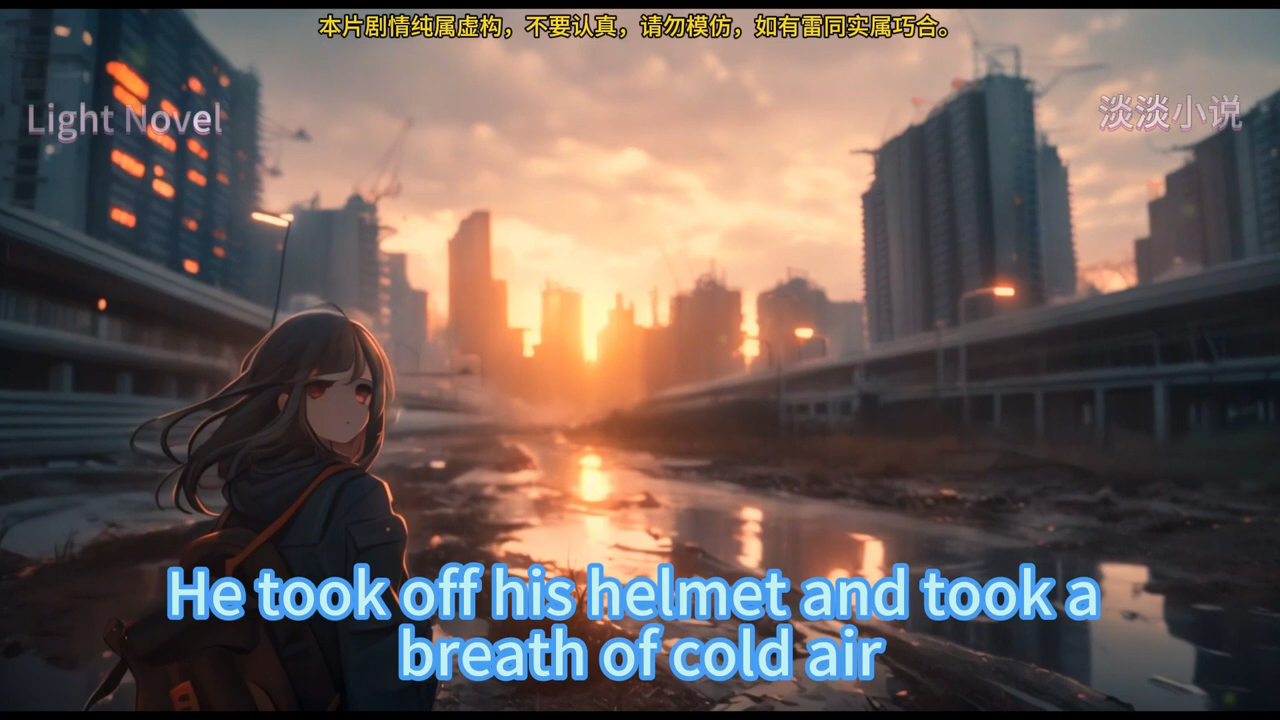 本片剧情纯属虚构，不要认真，请勿模仿，如有雷同实属巧合。
Light Novel
淡淡小说
He took off his helmet and took a
breath of cold air